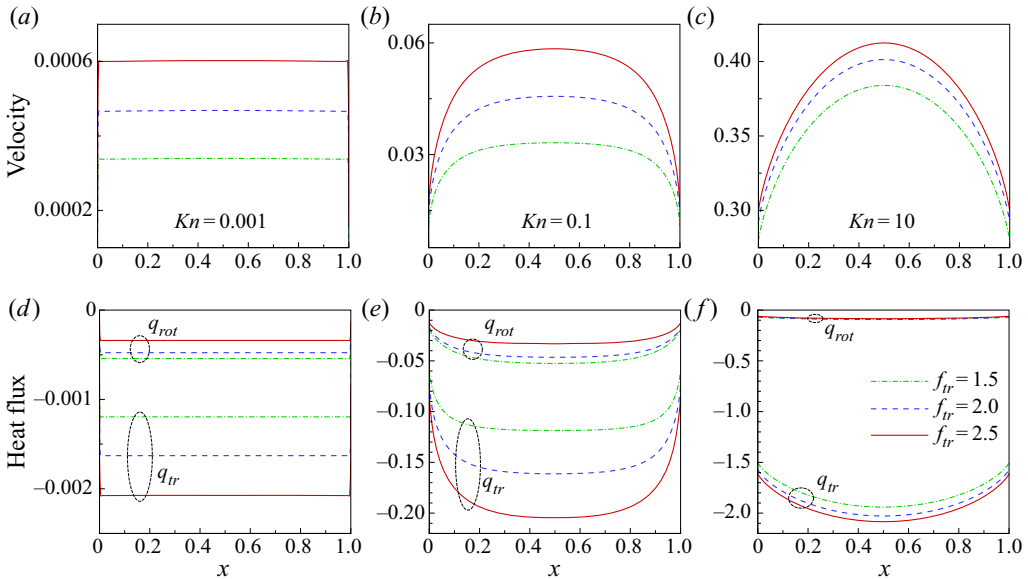 (a)
(b)
(c)
Velocity
0.0006
0.0002
Kn = 0.001
0 0.2 0.4 0.6 0.8 1.0
0.06
0.03
Kn = 0.1
0 0.2 0.4 0.6 0.8 1.0
0.40
0.35
0.30
Kn = 10
0 0.2 0.4 0.6 0.8 1.0
(d)
(e)
(f)
Heat flux
0
−0.001
−0.002
q_rot
q_tr
0 0.2 0.4 0.6 0.8 1.0
x
0
−0.05
−0.10
−0.15
−0.20
q_rot
q_tr
0 0.2 0.4 0.6 0.8 1.0
x
0
−0.5
−1.0
−1.5
−2.0
q_rot
f_tr = 1.5
f_tr = 2.0
f_tr = 2.5
q_tr
0 0.2 0.4 0.6 0.8 1.0
x